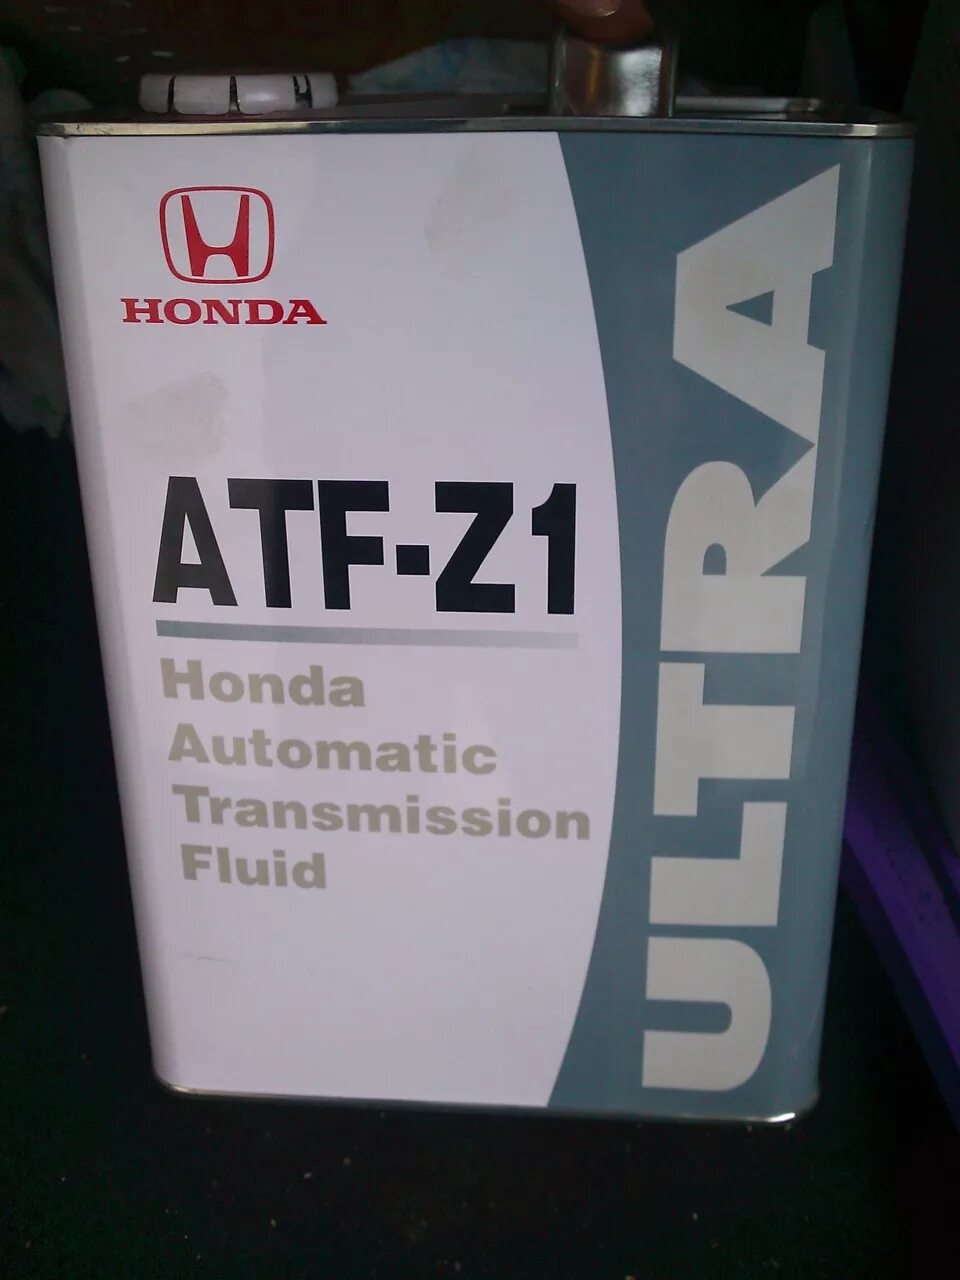 HONDA
ATF-Z1
Honda
Automatic
Transmission
Fluid
ULTRA